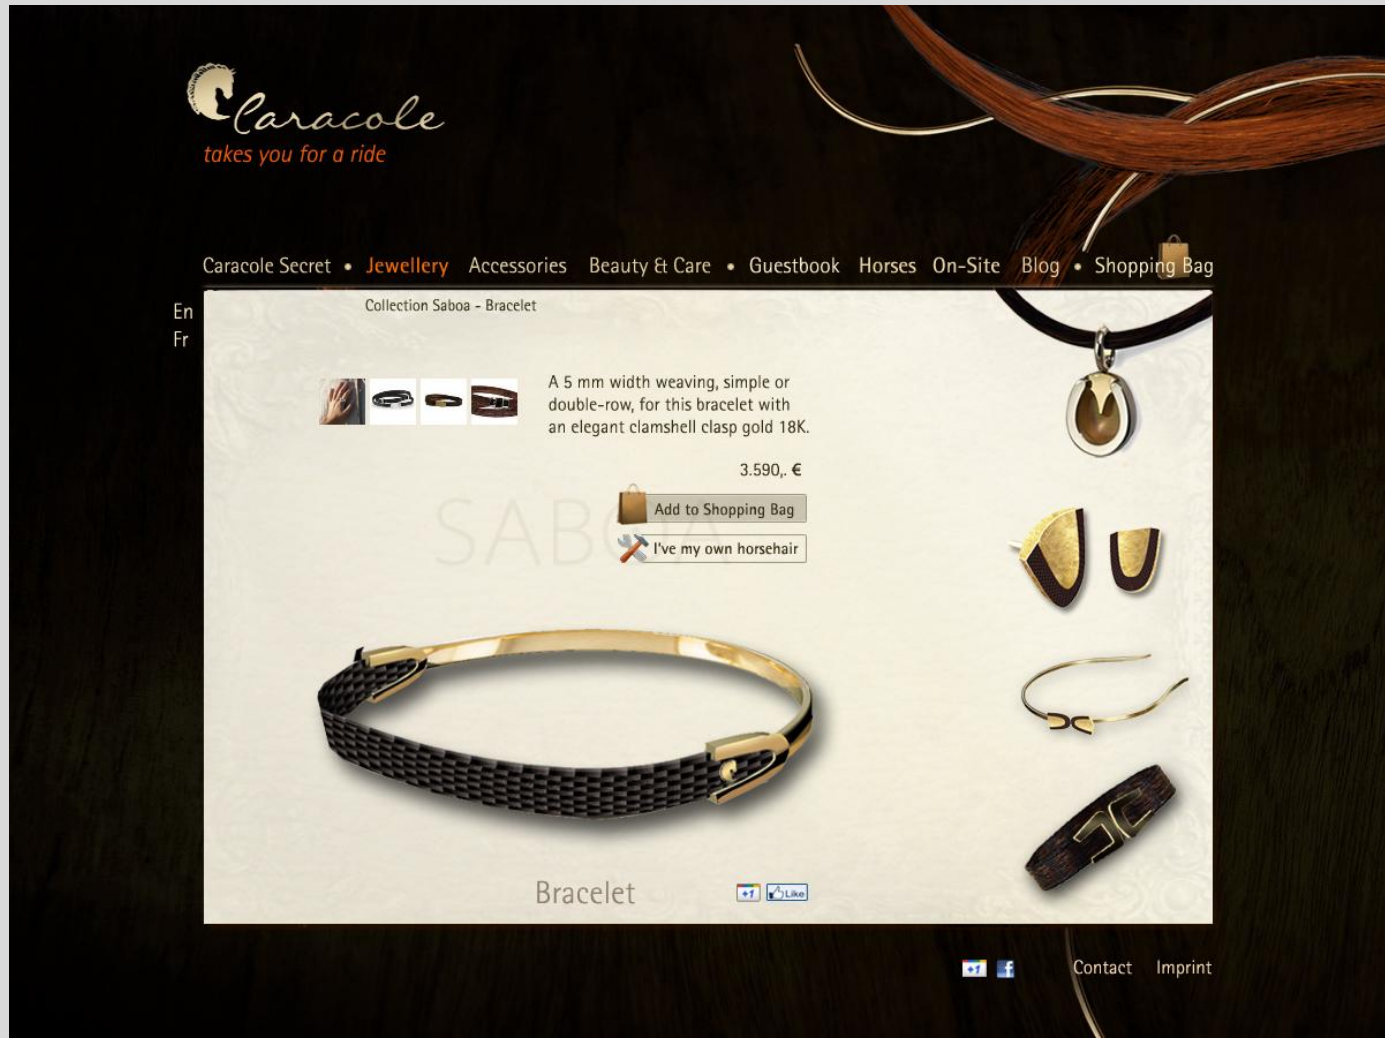 Caracole
takes you for a ride
Caracole Secret • Jewellery Accessories Beauty & Care • Guestbook Horses On-Site Blog • Shopping Bag
En
Fr
Collection Saboa - Bracelet
A 5 mm width weaving, simple or
double-row, for this bracelet with
an elegant clamshell clasp gold 18K.
3.590,. €
SABOA
Add to Shopping Bag
I've my own horsehair
Bracelet
+1 Like
+1 f
Contact Imprint